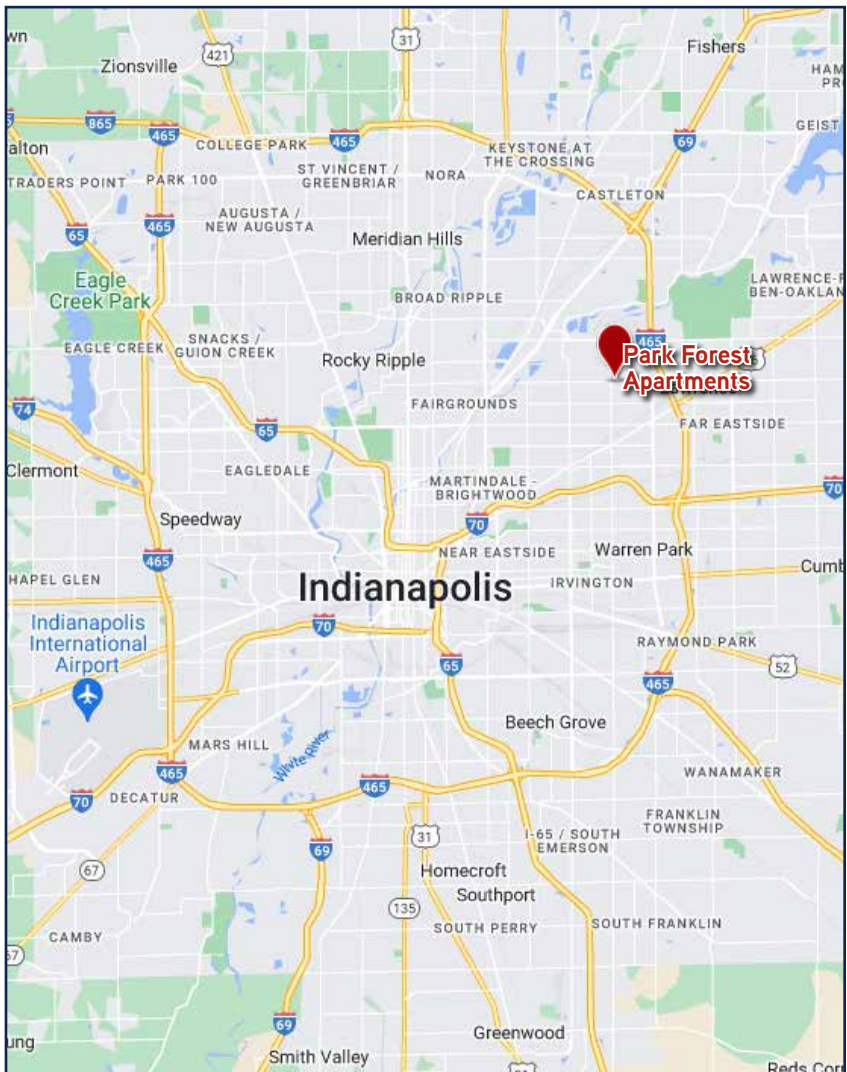 wn
Zionsville
421
31
Fishers
HAM
PR
GEIST
865
465
COLLEGE PARK
465
KEYSTONE AT
THE CROSSING
69
alton
TRADERS POINT
PARK 100
ST VINCENT /
GREENBRIAR
NORA
CASTLETON
65
465
AUGUSTA /
NEW AUGUSTA
Meridian Hills
Eagle
Creek Park
BROAD RIPPLE
LAWRENCE-F
BEN-OAKLAN
EAGLE CREEK
SNACKS /
GUION CREEK
Rocky Ripple
465
Park Forest
Apartments
74
FAIRGROUNDS
65
FAR EASTSIDE
Clermont
EAGLEDALE
MARTINDALE -
BRIGHTWOOD
70
70
Speedway
465
NEAR EASTSIDE
Warren Park
HAPEL GLEN
Indianapolis
IRVINGTON
Cumb
Indianapolis
International
Airport
70
65
RAYMOND PARK
52
465
MARS HILL
White River
Beech Grove
465
465
WANAMAKER
70
DECATUR
FRANKLIN
TOWNSHIP
69
31
I-65 / SOUTH
EMERSON
67
Homecroft
Southport
135
SOUTH PERRY
SOUTH FRANKLIN
CAMBY
67
69
Greenwood
ung
Smith Valley
Reds Cor